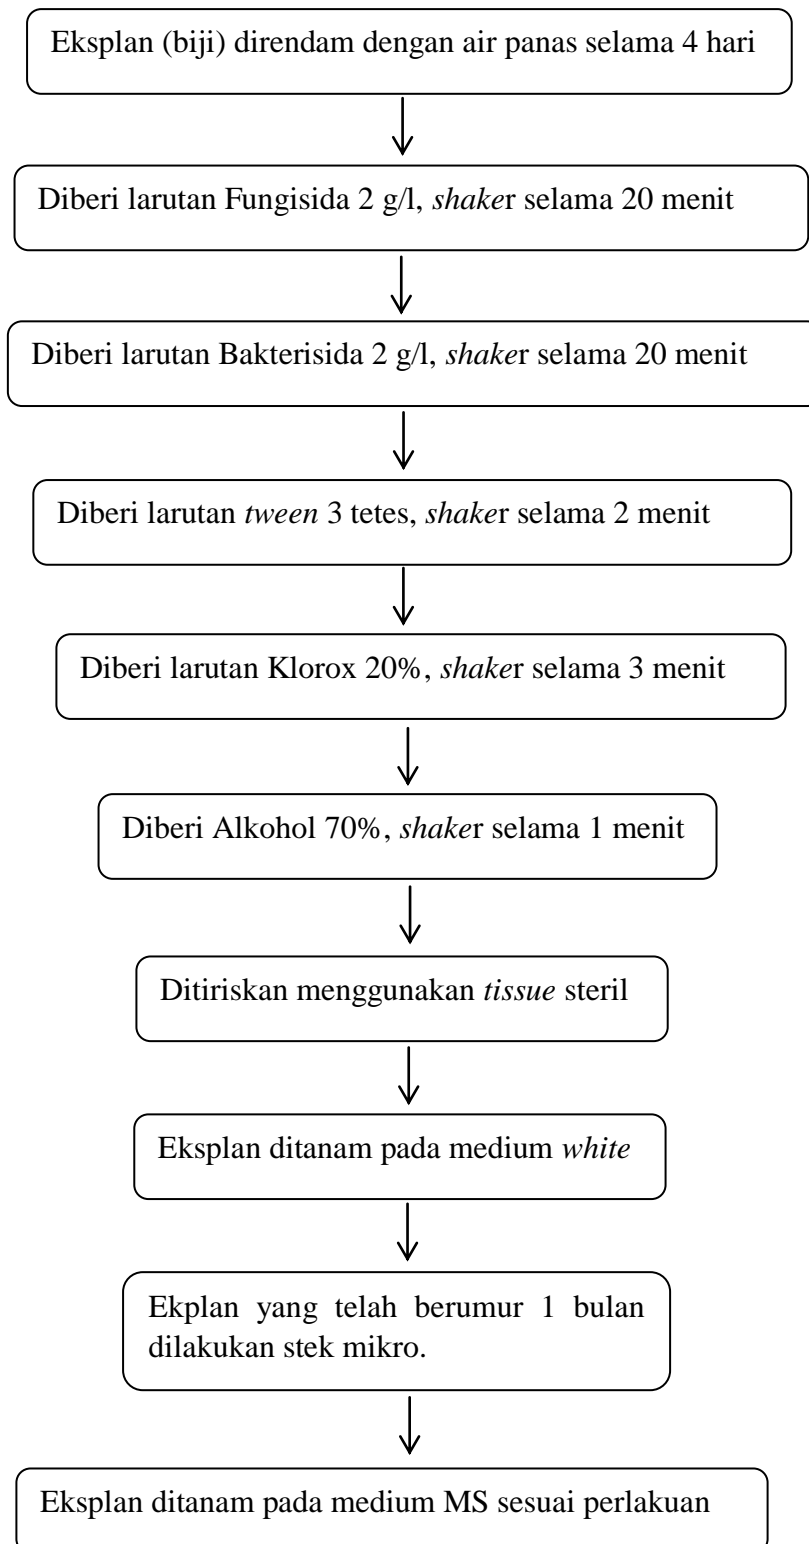 Eksplan (biji) direndam dengan air panas selama 4 hari
Diberi larutan Fungisida 2 g/l, shaker selama 20 menit
Diberi larutan Bakterisida 2 g/l, shaker selama 20 menit
Diberi larutan tween 3 tetes, shaker selama 2 menit
Diberi larutan Klorox 20%, shaker selama 3 menit
Diberi Alkohol 70%, shaker selama 1 menit
Ditiriskan menggunakan tissue steril
Eksplan ditanam pada medium white
Ekplan yang telah berumur 1 bulan
dilakukan stek mikro.
Eksplan ditanam pada medium MS sesuai perlakuan